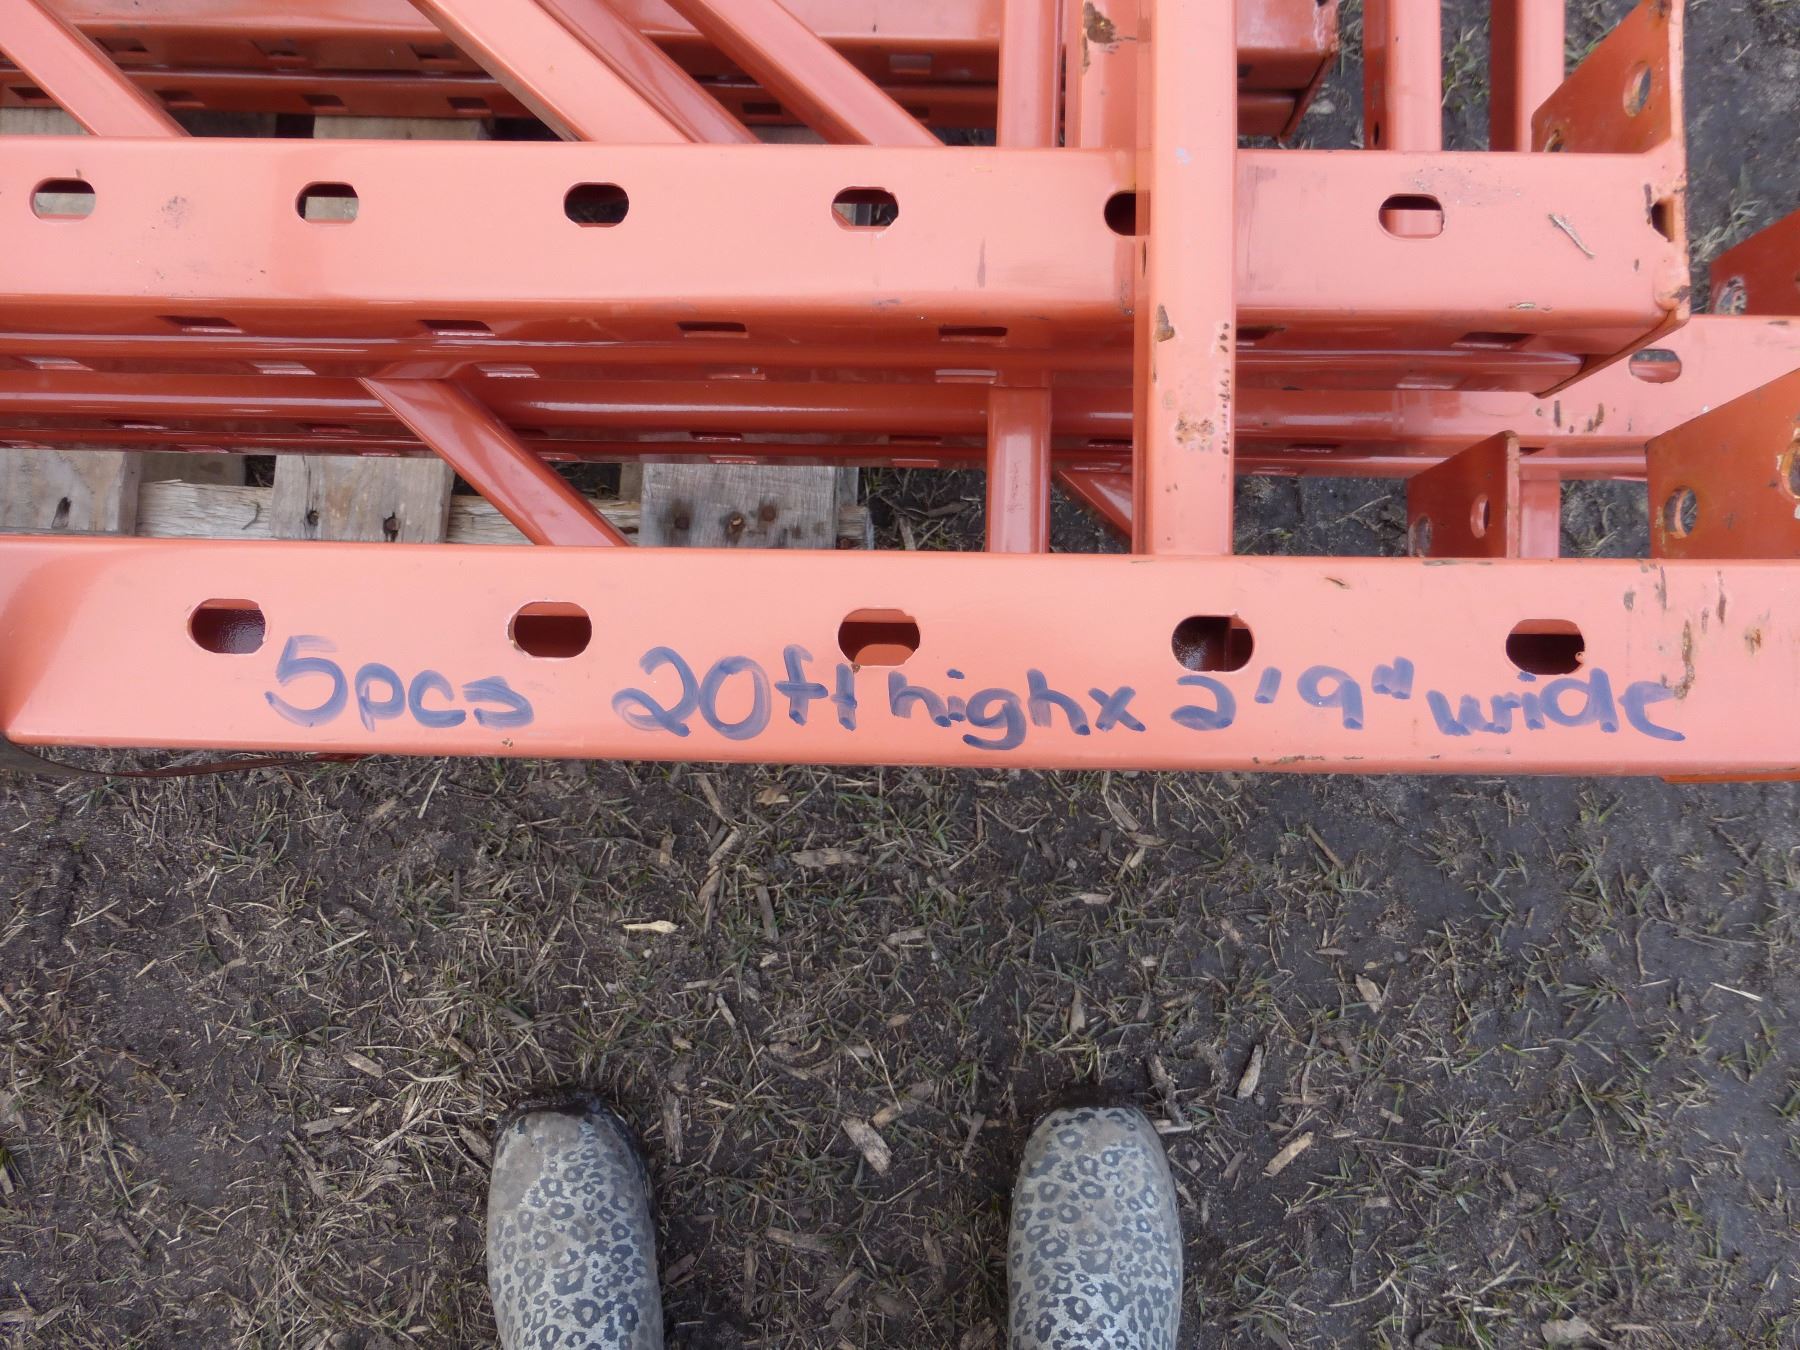 5pcs 20ft high x 2'9" wide